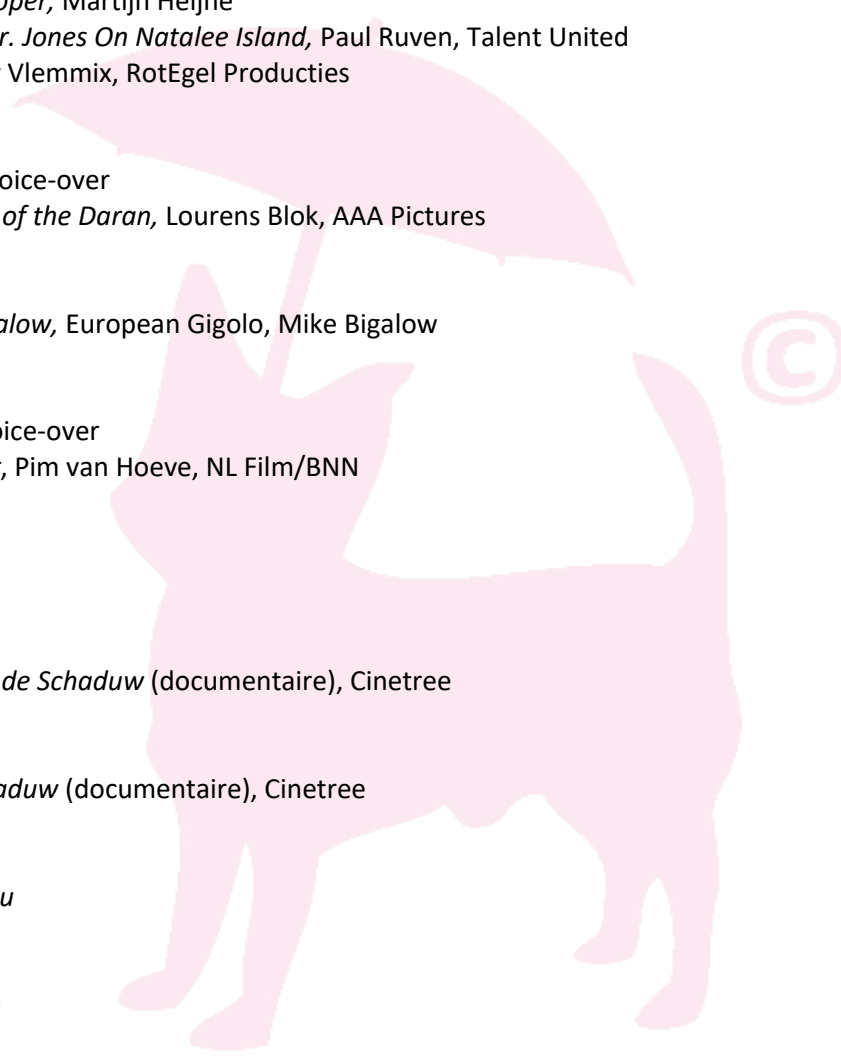 oper, Martijn Heijne
r. Jones On Natalee Island, Paul Ruven, Talent United
Vlemmix, RotEgel Producties
oice-over
of the Daran, Lourens Blok, AAA Pictures
alow, European Gigolo, Mike Bigalow
oice-over
, Pim van Hoeve, NL Film/BNN
de Schaduw (documentaire), Cinetree
aduw (documentaire), Cinetree
u
©